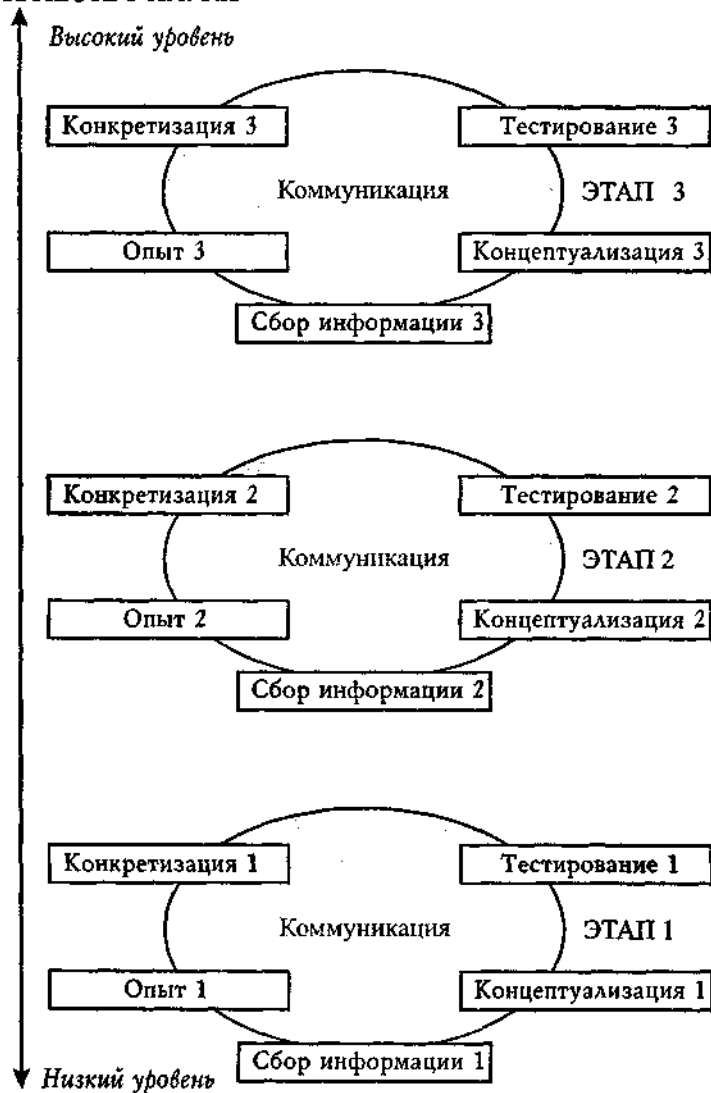 Высокий уровень
Конкретизация 3
Тестирование 3
Коммуникация
ЭТАП 3
Опыт 3
Концептуализация 3
Сбор информации 3
Конкретизация 2
Тестирование 2
Коммуникация
ЭТАП 2
Опыт 2
Концептуализация 2
Сбор информации 2
Конкретизация 1
Тестирование 1
Коммуникация
ЭТАП 1
Опыт 1
Концептуализация 1
Сбор информации 1
Низкий уровень